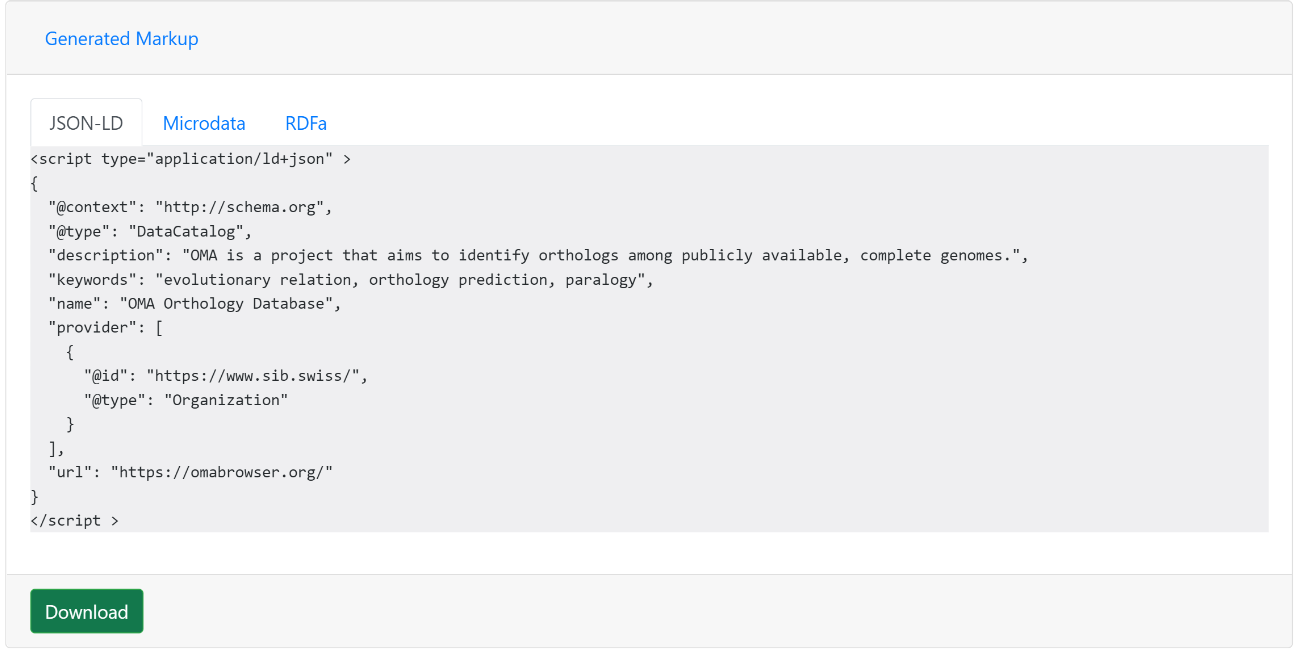 Generated Markup
JSON-LD Microdata RDFa
<script type="application/ld+json" >
{
  "@context": "http://schema.org",
  "@type": "DataCatalog",
  "description": "OMA is a project that aims to identify orthologs among publicly available, complete genomes.",
  "keywords": "evolutionary relation, orthology prediction, paralogy",
  "name": "OMA Orthology Database",
  "provider": [
    {
      "@id": "https://www.sib.swiss/",
      "@type": "Organization"
    }
  ],
  "url": "https://omabrowser.org/"
}
</script >
Download